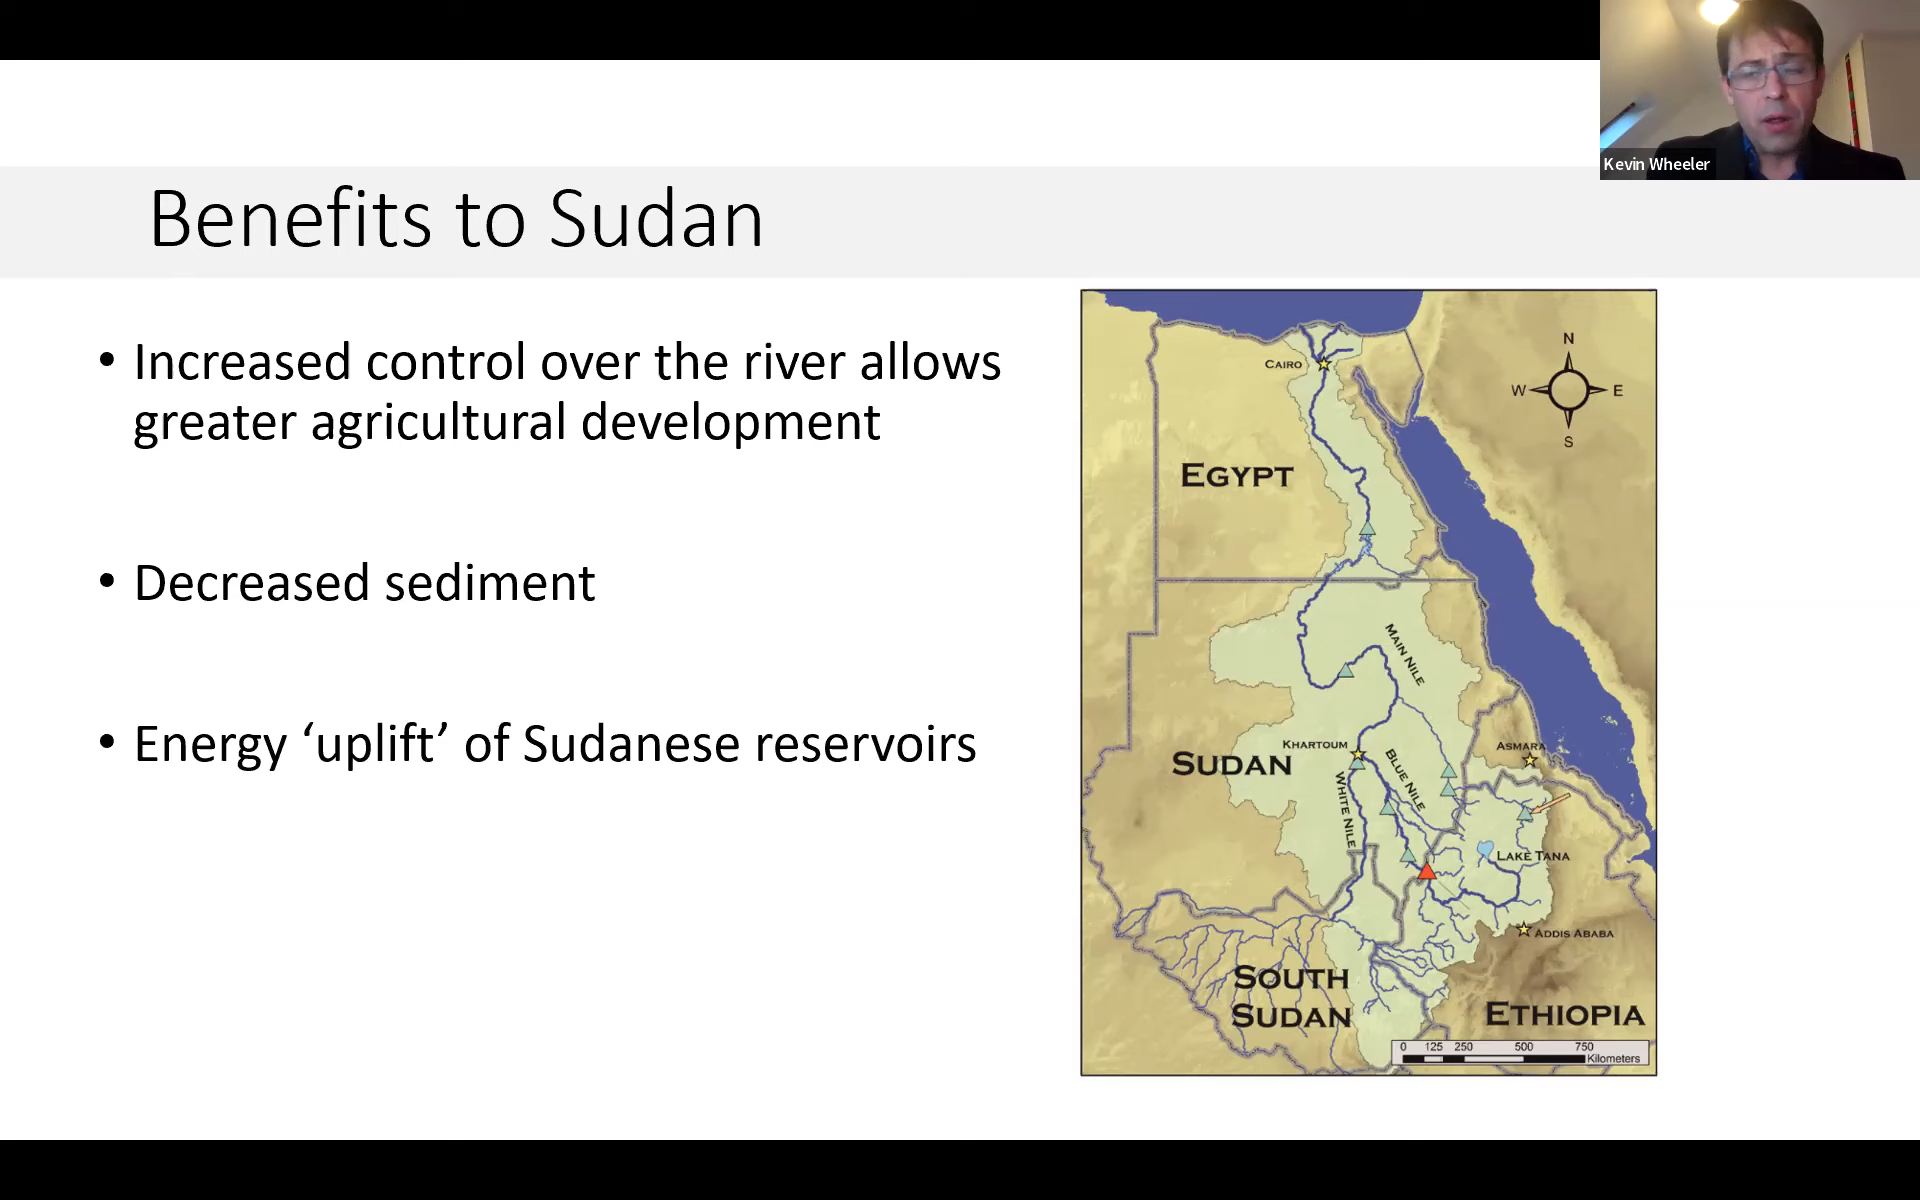 Kevin Wheeler
Benefits to Sudan
• Increased control over the river allows
greater agricultural development
• Decreased sediment
• Energy ‘uplift’ of Sudanese reservoirs
N
W E
S
CAIRO
EGYPT
MAIN NILE
KHARTOUM
SUDAN
BLUE NILE
WHITE NILE
ASMARA
LAKE TANA
ADDIS ABABA
SOUTH
SUDAN
ETHIOPIA
0 125 250 500 750
Kilometers